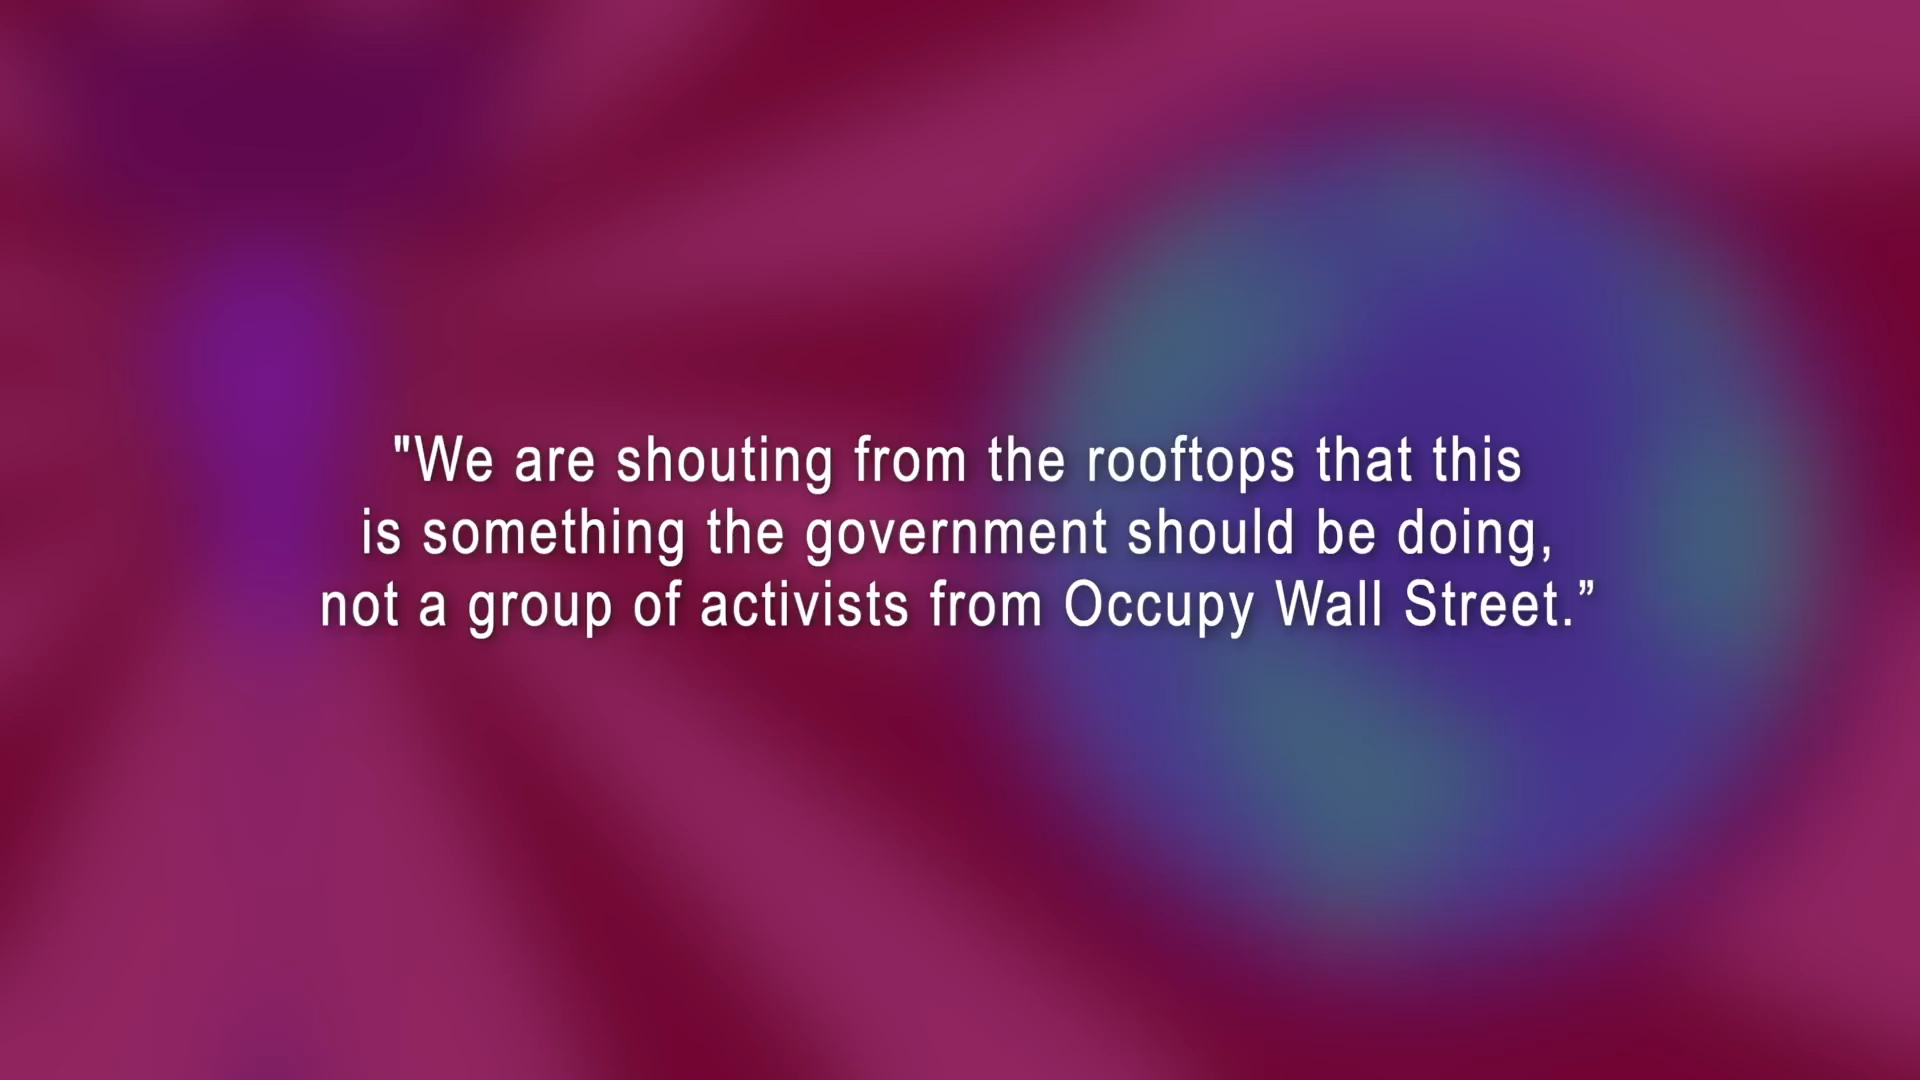 "We are shouting from the rooftops that this
is something the government should be doing,
not a group of activists from Occupy Wall Street.”